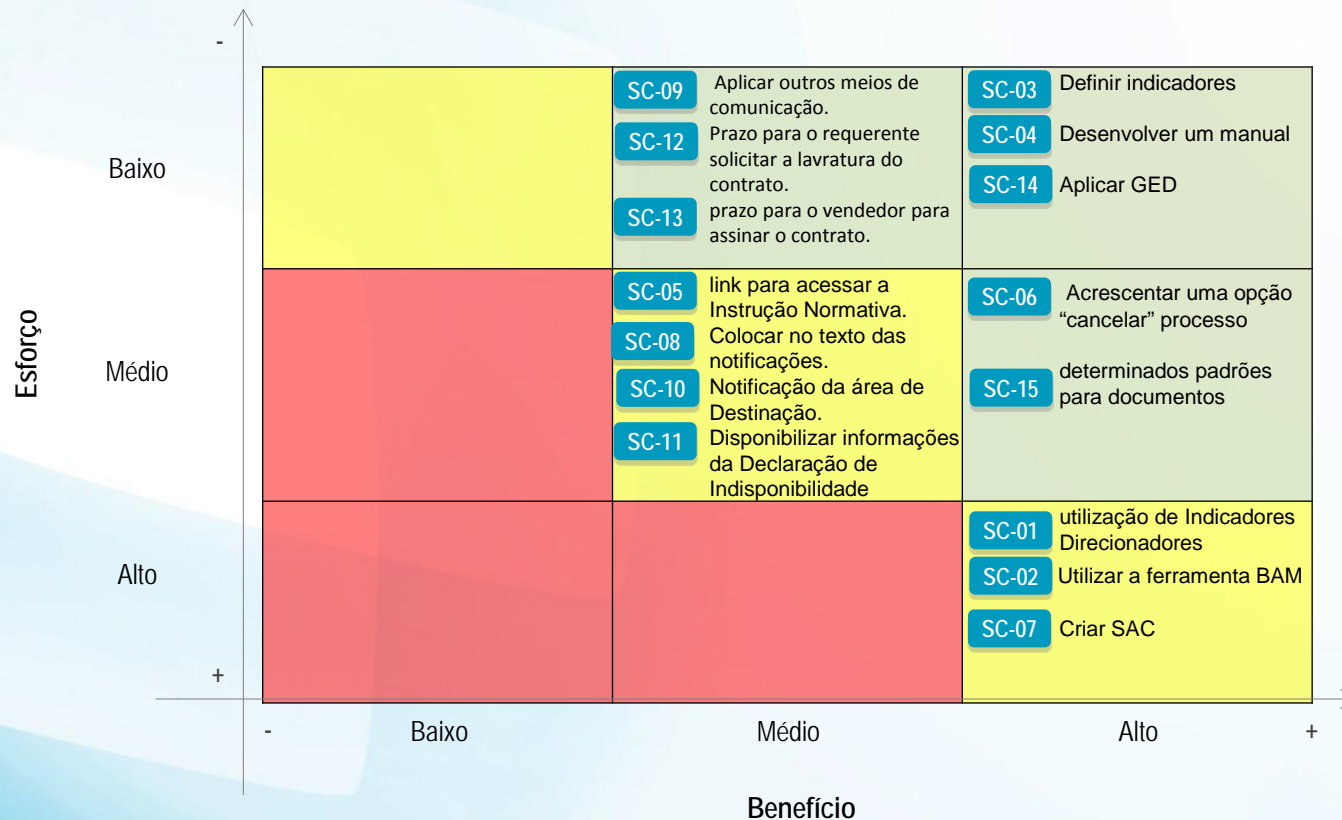 -
Esforço
Baixo
SC-09 Aplicar outros meios de
comunicação.
SC-12 Prazo para o requerente
solicitar a lavratura do
contrato.
SC-13 prazo para o vendedor para
assinar o contrato.
SC-03 Definir indicadores
SC-04 Desenvolver um manual
SC-14 Aplicar GED
Médio
SC-05 link para acessar a
Instrução Normativa.
SC-08 Colocar no texto das
notificações.
SC-10 Notificação da área de
Destinação.
SC-11 Disponibilizar informações
da Declaração de
Indisponibilidade
SC-06 Acrescentar uma opção
“cancelar” processo
SC-15 determinados padrões
para documentos
Alto
SC-01 utilização de Indicadores
Direcionadores
SC-02 Utilizar a ferramenta BAM
SC-07 Criar SAC
+
- Baixo Médio Alto +
Benefício